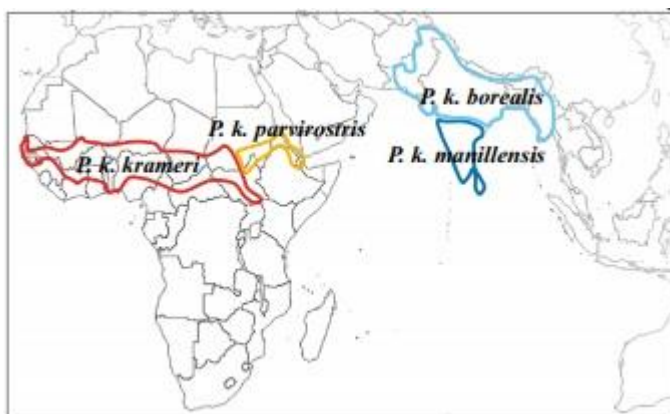 P. k. borealis
P. k. parvirostris
P. k. manillensis
P. k. krameri